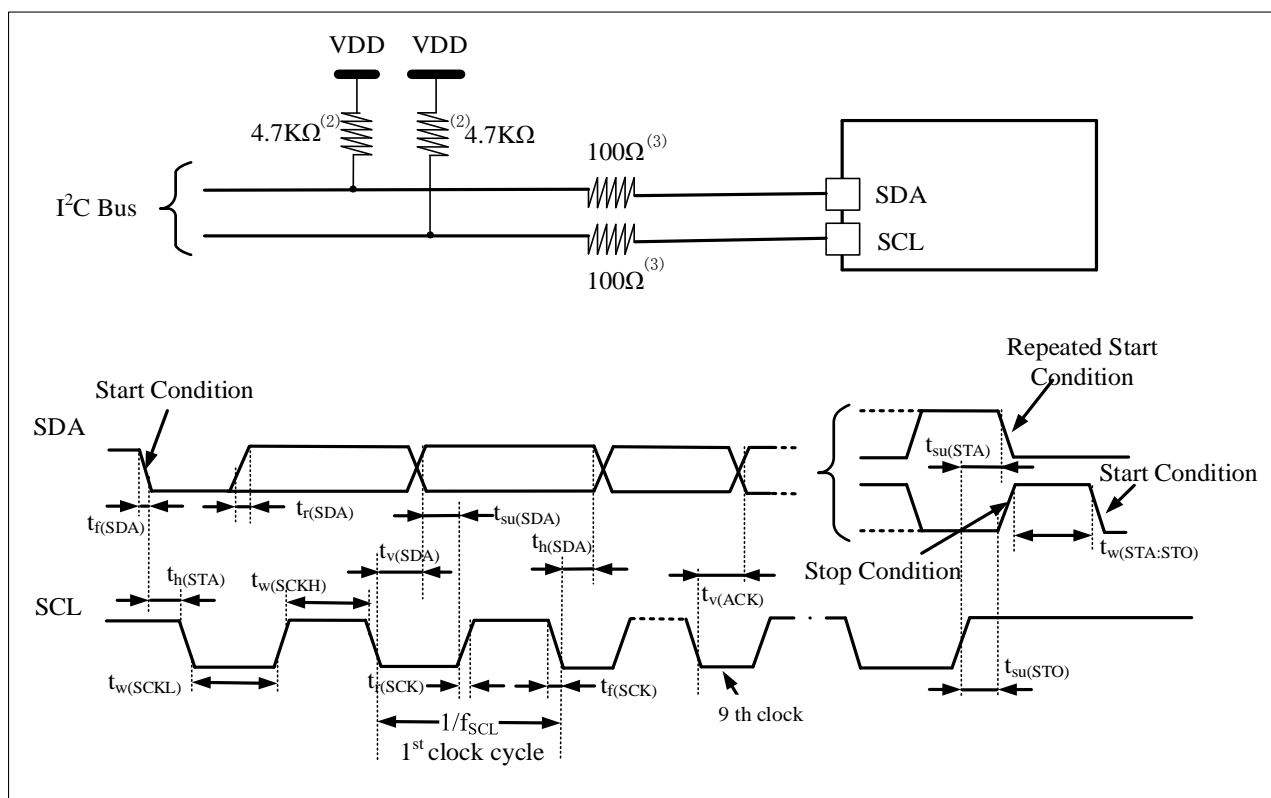 VDD VDD
4.7KΩ(2) (2)4.7KΩ
100Ω(3)
I2C Bus
SDA
SCL
100Ω(3)
Repeated Start
Condition
Start Condition
SDA
tsu(STA)
Start Condition
tf(SDA)
tr(SDA)
tsu(SDA)
tv(SDA)
th(SDA)
tw(STA:STO)
Stop Condition
th(STA)
tw(SCKH)
tv(ACK)
SCL
tw(SCKL)
tr(SCK)
tf(SCK)
tsu(STO)
9 th clock
1/fSCL
1st clock cycle